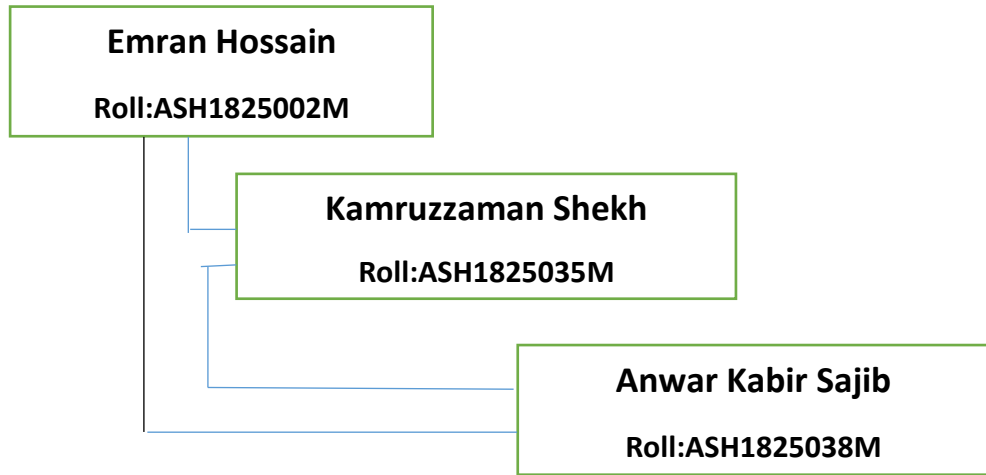 Emran Hossain
Roll:ASH1825002M
Kamruzzaman Shekh
Roll:ASH1825035M
Anwar Kabir Sajib
Roll:ASH1825038M